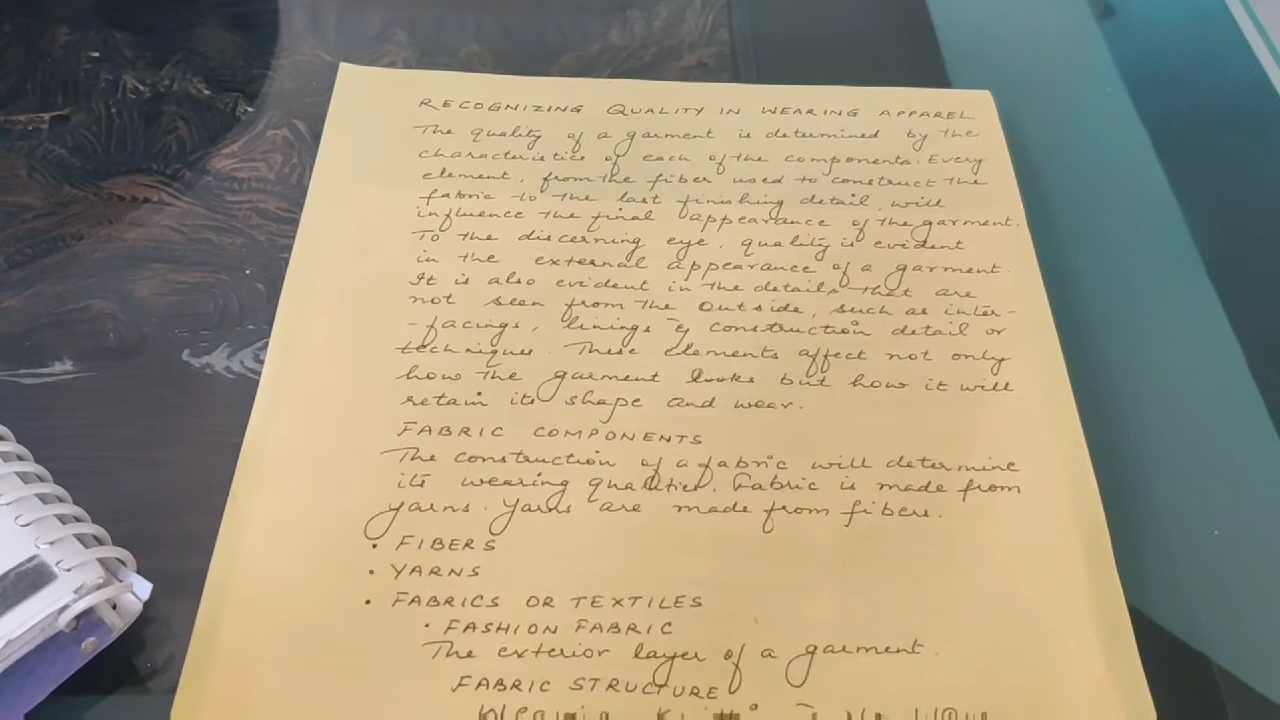 RECOGNIZING QUALITY IN WEARING APPAREL
The quality of a garment is determined by the
characteristics of each of the components. Every
element, from the fiber used to construct the
fabric to the last finishing detail, will
influence the final appearance of the garment.
To the discerning eye, quality is evident
in the external appearance of a garment.
It is also evident in the details that are
not seen from the outside, such as inter-
-facings, linings & construction detail or
techniques. These elements affect not only
how the garment looks but how it will
retain its shape and wear.
FABRIC COMPONENTS
The construction of a fabric will determine
its wearing qualities. Fabric is made from
yarns. Yarns are made from fibers.
• FIBERS
• YARNS
• FABRICS OR TEXTILES
• FASHION FABRIC
The exterior layer of a garment.
FABRIC STRUCTURE